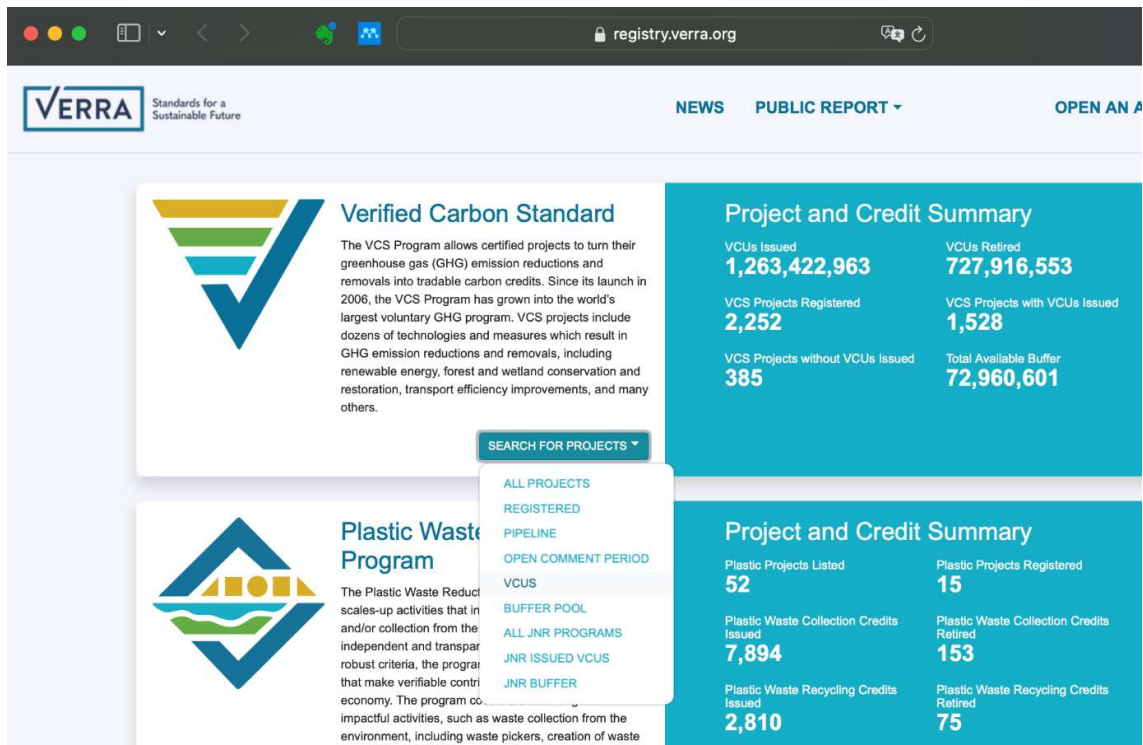 registry.verra.org
VERRA
Standards for a
Sustainable Future
NEWS
PUBLIC REPORT
OPEN AN A
Verified Carbon Standard
The VCS Program allows certified projects to turn their
greenhouse gas (GHG) emission reductions and
removals into tradable carbon credits. Since its launch in
2006, the VCS Program has grown into the world's
largest voluntary GHG program. VCS projects include
dozens of technologies and measures which result in
GHG emission reductions and removals, including
renewable energy, forest and wetland conservation and
restoration, transport efficiency improvements, and many
others.
SEARCH FOR PROJECTS
ALL PROJECTS
REGISTERED
PIPELINE
OPEN COMMENT PERIOD
VCUS
BUFFER POOL
ALL JNR PROGRAMS
JNR ISSUED VCUS
JNR BUFFER
Project and Credit Summary
VCUs Issued
1,263,422,963
VCUs Retired
727,916,553
VCS Projects Registered
2,252
VCS Projects with VCUs Issued
1,528
VCS Projects without VCUs Issued
385
Total Available Buffer
72,960,601
Plastic Waste
Program
The Plastic Waste Reduct
scales-up activities that in
and/or collection from the
independent and transpar
robust criteria, the progra
that make verifiable contri
economy. The program co
impactful activities, such as waste collection from the
environment, including waste pickers, creation of waste
Project and Credit Summary
Plastic Projects Listed
52
Plastic Projects Registered
15
Plastic Waste Collection Credits
Issued
7,894
Plastic Waste Collection Credits
Retired
153
Plastic Waste Recycling Credits
Issued
2,810
Plastic Waste Recycling Credits
Retired
75